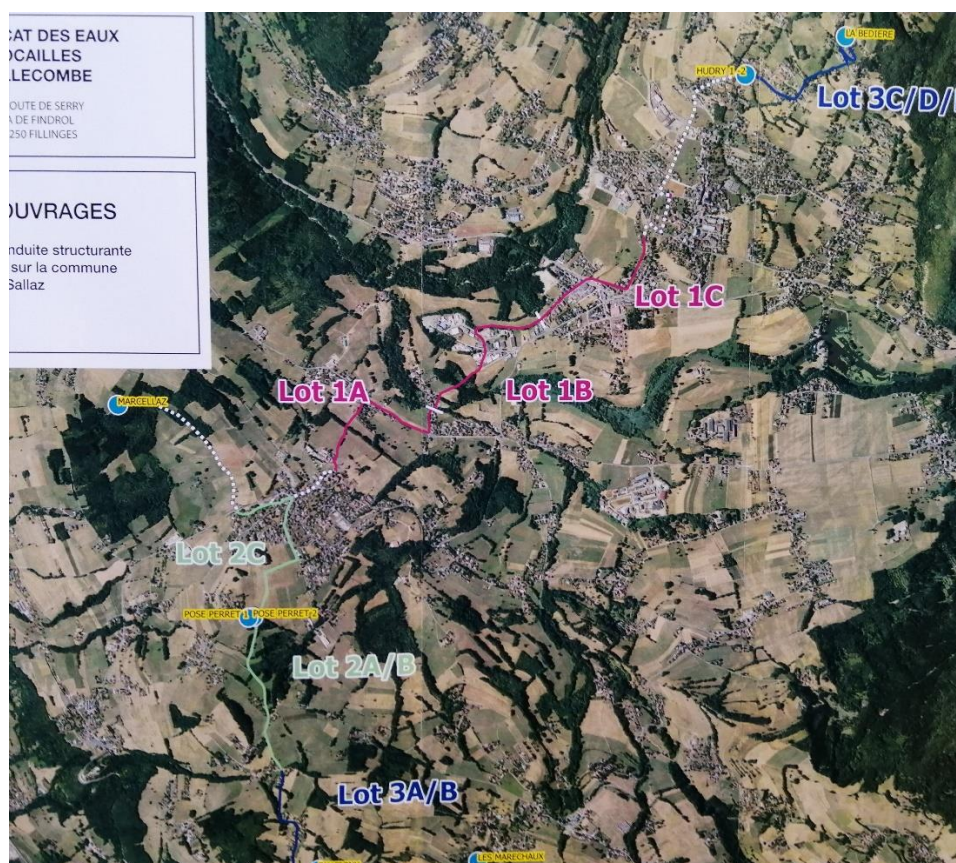 CAT DES EAUX
OCAILLES
LLECOMBE
OUTE DE SERRY
A DE FINDROL
250 FILLINGES
OUVRAGES
nduite structurante
sur la commune
Sallaz
LA BEDIERE
HUDRY 1 -2
Lot 3C/D/
Lot 1C
Lot 1A
Lot 1B
MARCELLAZ
Lot 2C
POSE PERRET 1 POSE PERRET 2
Lot 2A/B
Lot 3A/B
LES MARECHAUX